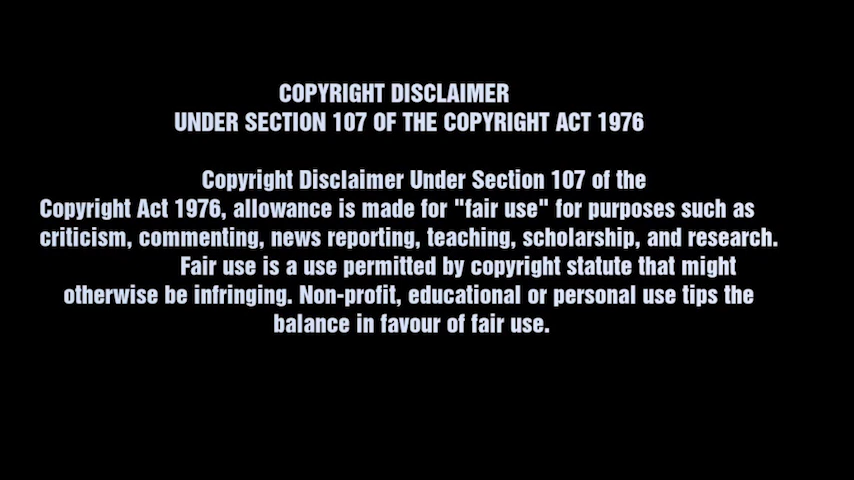 COPYRIGHT DISCLAIMER
UNDER SECTION 107 OF THE COPYRIGHT ACT 1976
Copyright Disclaimer Under Section 107 of the
Copyright Act 1976, allowance is made for "fair use" for purposes such as
criticism, commenting, news reporting, teaching, scholarship, and research.
Fair use is a use permitted by copyright statute that might
otherwise be infringing. Non-profit, educational or personal use tips the
balance in favour of fair use.